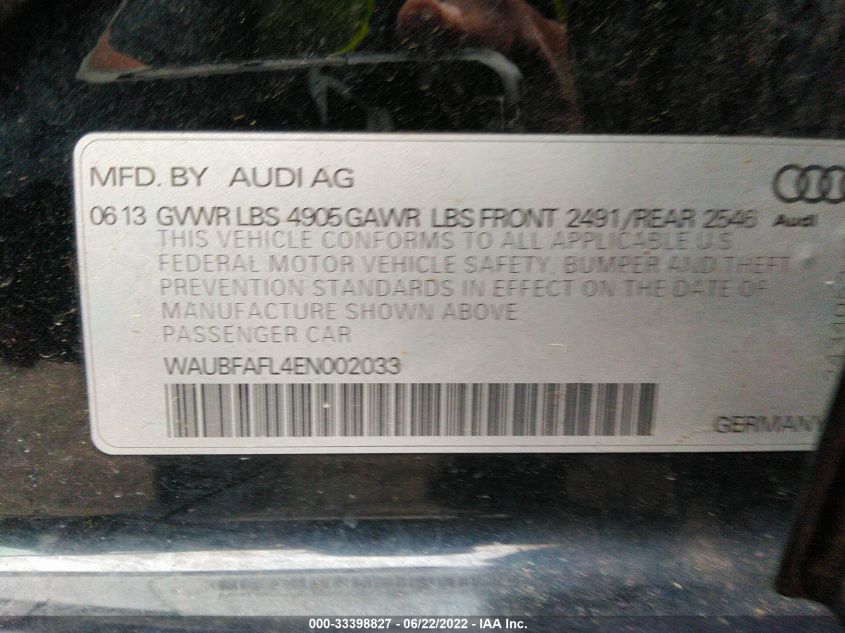 MFD. BY AUDI AG
06 13 GVWR LBS 4905 GAWR LBS FRONT 2491/REAR 2546
Audi
THIS VEHICLE CONFORMS TO ALL APPLICABLE U.S.
FEDERAL MOTOR VEHICLE SAFETY, BUMPER AND THEFT
PREVENTION STANDARDS IN EFFECT ON THE DATE OF
MANUFACTURE SHOWN ABOVE
PASSENGER CAR
WAUBFAFL4EN002033
GERMANY
000-33398827 - 06/22/2022 - IAA Inc.